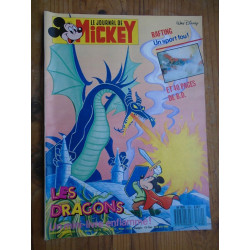 LE JOURNAL DE
MICKEY
Walt Disney
RAFTING
Un sport fou!
ET 10 PAGES
DE B.D.
LES
DRAGONS